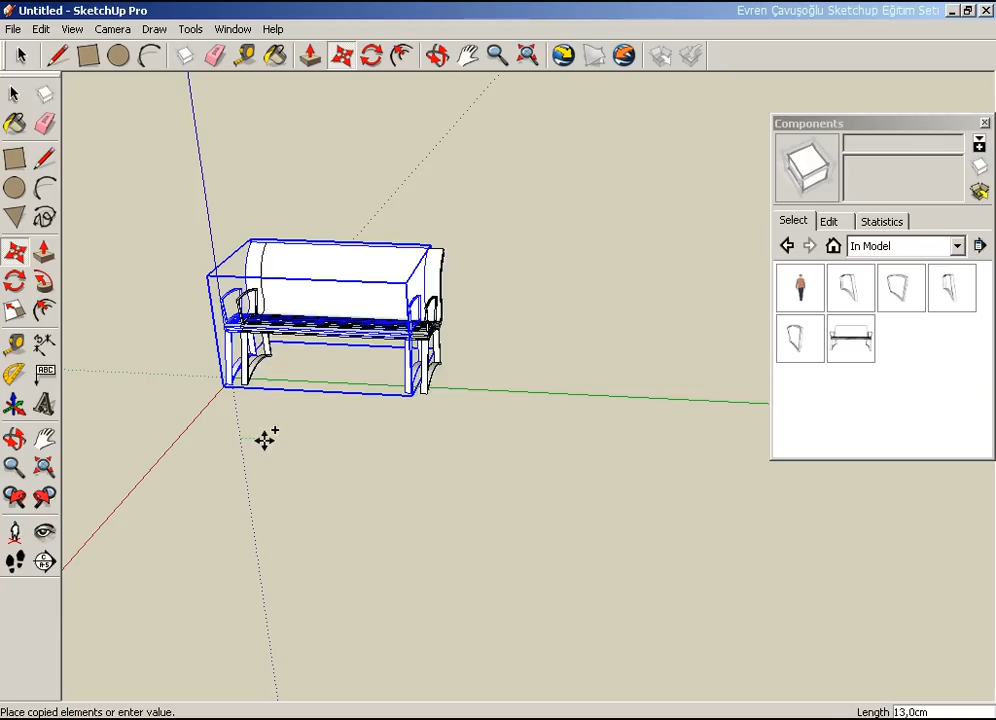 Untitled - SketchUp Pro
Evren Çavuşoğlu Sketchup Eğitim Seti
File Edit View Camera Draw Tools Window Help
Components
Select Edit Statistics
In Model
ABC
Place copied elements or enter value.
Length 13,0cm